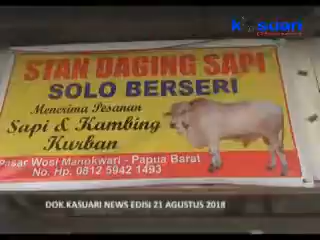 kasuari
STAN DAGING SAPI
SOLO BERSERI
Menerima Pesanan
Sapi & Kambing
Kurban
Pasar Wosi Manokwari - Papua Barat
No. Hp. 0812 5942 1493
DOK.KASUARI NEWS EDISI 21 AGUSTUS 2018